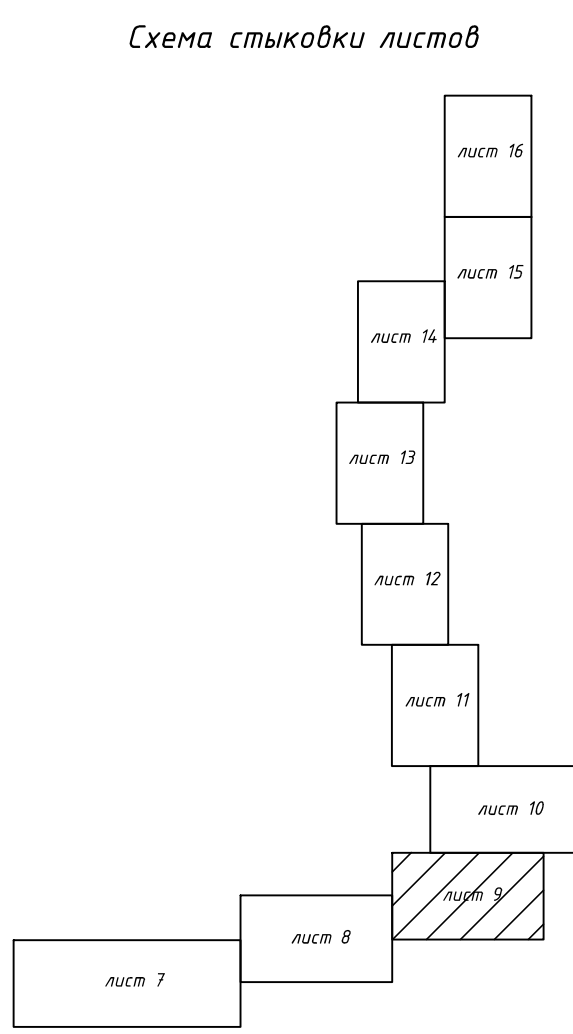 Схема стыковки листов
лист 16
лист 15
лист 14
лист 13
лист 12
лист 11
лист 10
лист 9
лист 8
лист 7